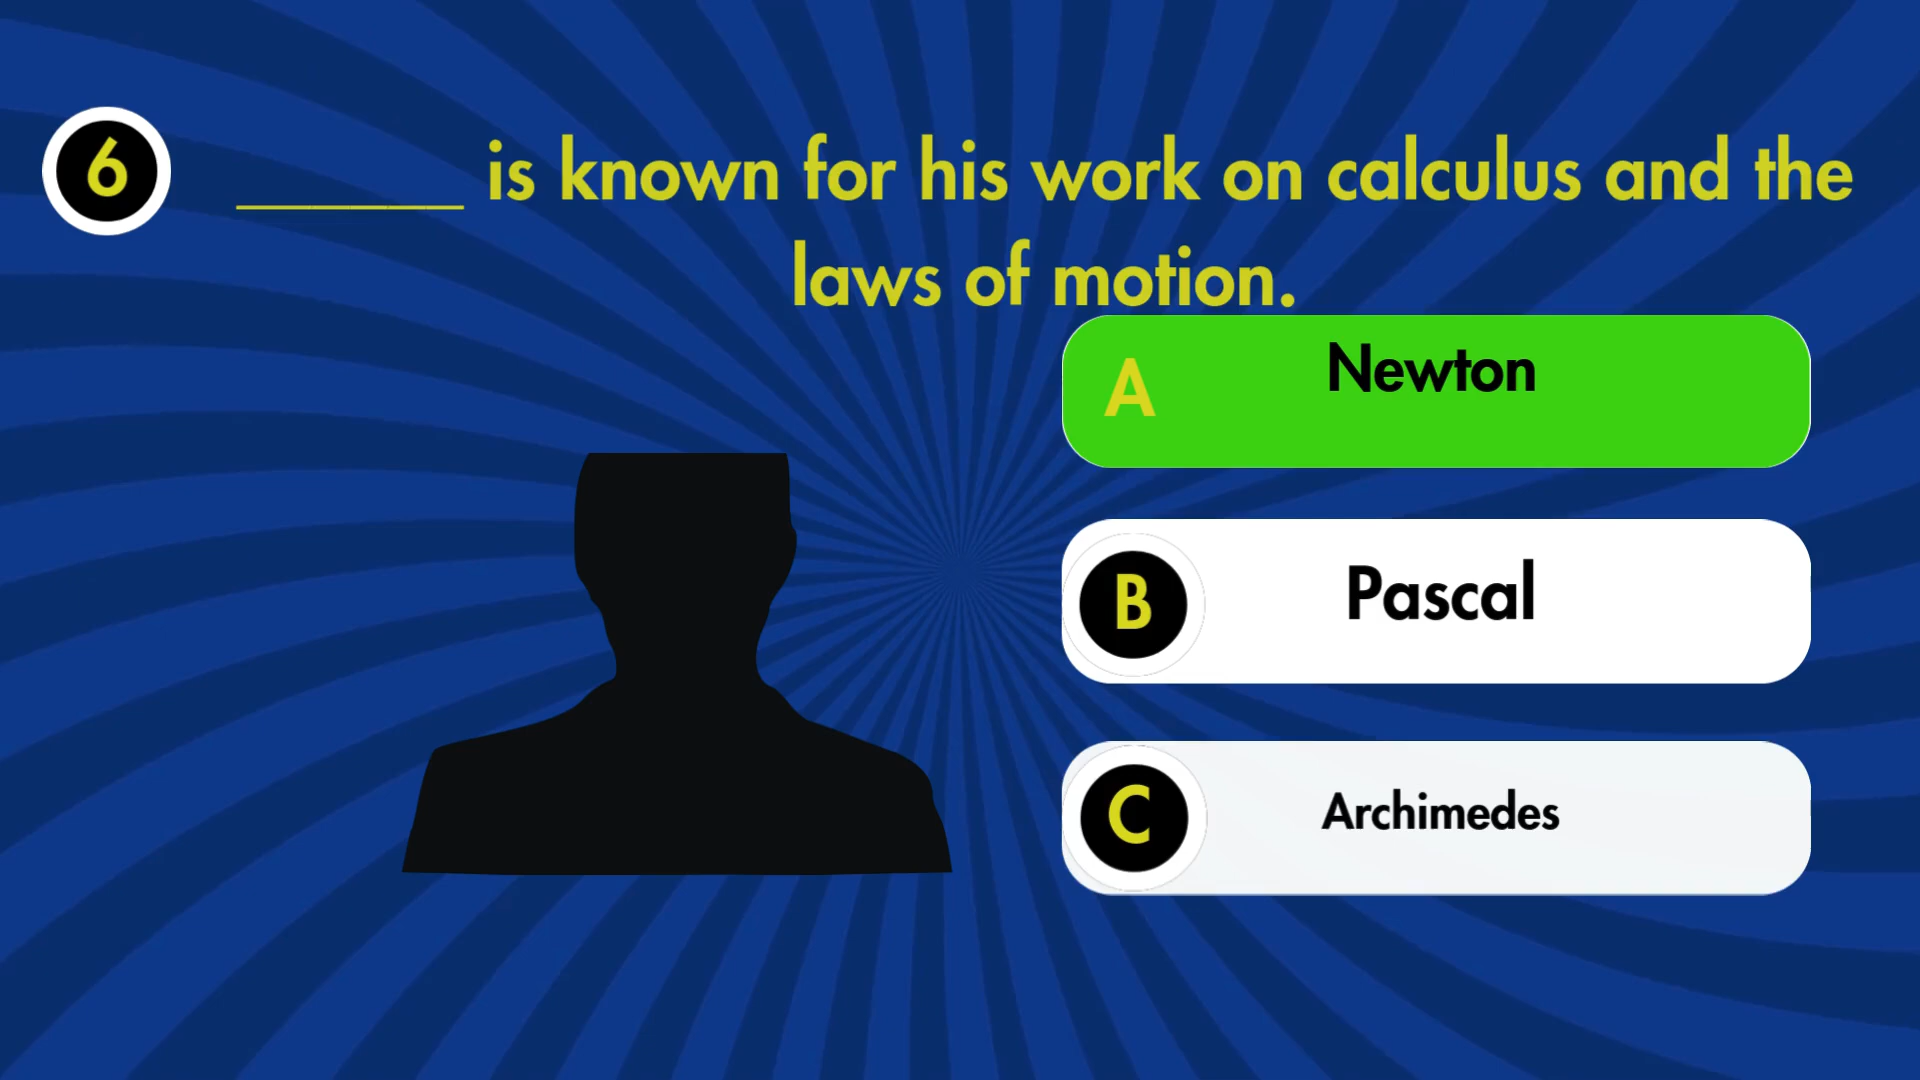 6
______ is known for his work on calculus and the
laws of motion.
A Newton
B Pascal
C Archimedes